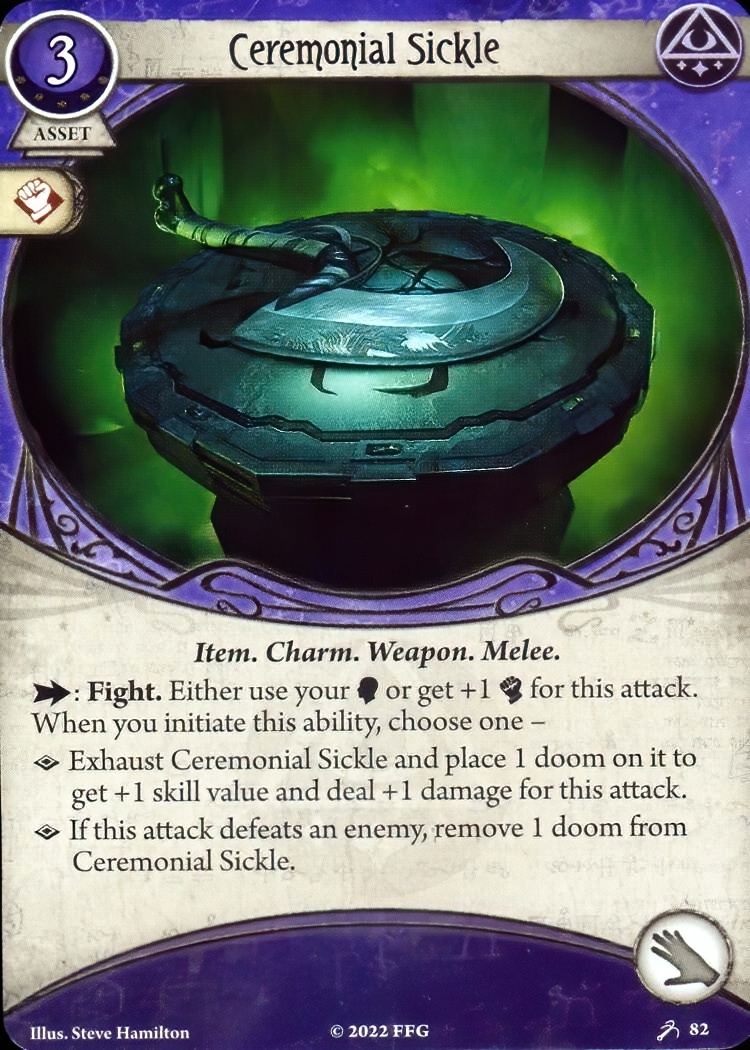 3
Ceremonial Sickle
ASSET
Item. Charm. Weapon. Melee.
: Fight. Either use your or get +1 for this attack.
When you initiate this ability, choose one –
Exhaust Ceremonial Sickle and place 1 doom on it to
get +1 skill value and deal +1 damage for this attack.
If this attack defeats an enemy, remove 1 doom from
Ceremonial Sickle.
Illus. Steve Hamilton
© 2022 FFG
82